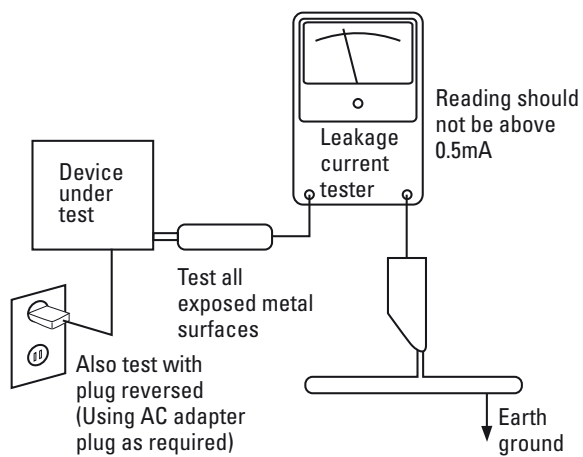 Device
under
test
Leakage
current
tester
Reading should
not be above
0.5mA
Test all
exposed metal
surfaces
Also test with
plug reversed
(Using AC adapter
plug as required)
Earth
ground